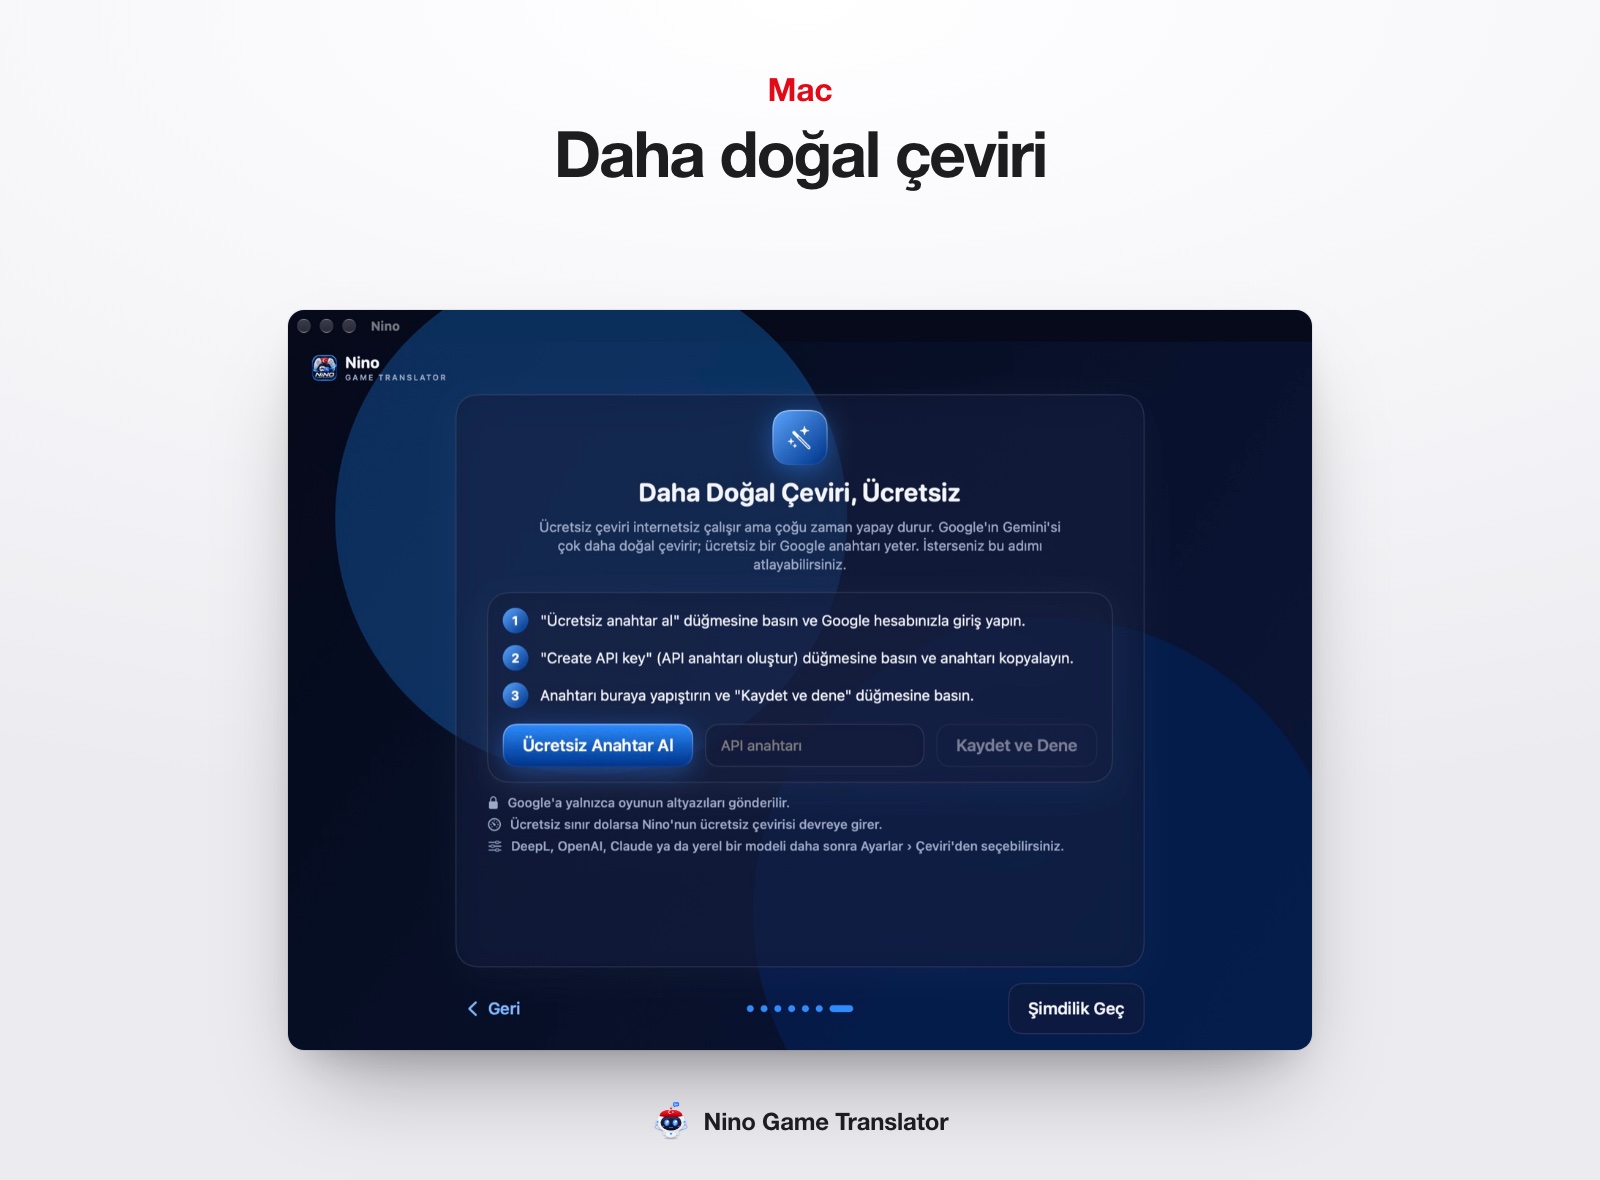 Mac
Daha doğal çeviri
Nino
Nino
GAME TRANSLATOR
Daha Doğal Çeviri, Ücretsiz
Ücretsiz çeviri internetsiz çalışır ama çoğu zaman yapay durur. Google'ın Gemini'si
çok daha doğal çevirir; ücretsiz bir Google anahtarı yeter. İsterseniz bu adımı
atlayabilirsiniz.
1 "Ücretsiz anahtar al" düğmesine basın ve Google hesabınızla giriş yapın.
2 "Create API key" (API anahtarı oluştur) düğmesine basın ve anahtarı kopyalayın.
3 Anahtarı buraya yapıştırın ve "Kaydet ve dene" düğmesine basın.
Ücretsiz Anahtar Al API anahtarı Kaydet ve Dene
Google'a yalnızca oyunun altyazıları gönderilir.
Ücretsiz sınır dolarsa Nino'nun ücretsiz çevirisi devreye girer.
DeepL, OpenAI, Claude ya da yerel bir modeli daha sonra Ayarlar › Çeviri'den seçebilirsiniz.
Geri Şimdilik Geç
Nino Game Translator